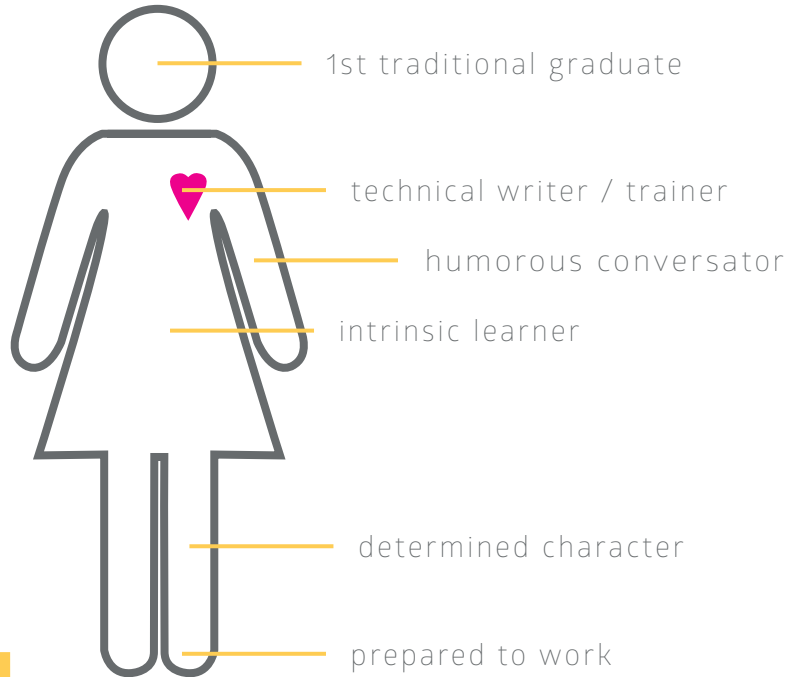 1st traditional graduate
technical writer / trainer
humorous conversator
intrinsic learner
determined character
prepared to work